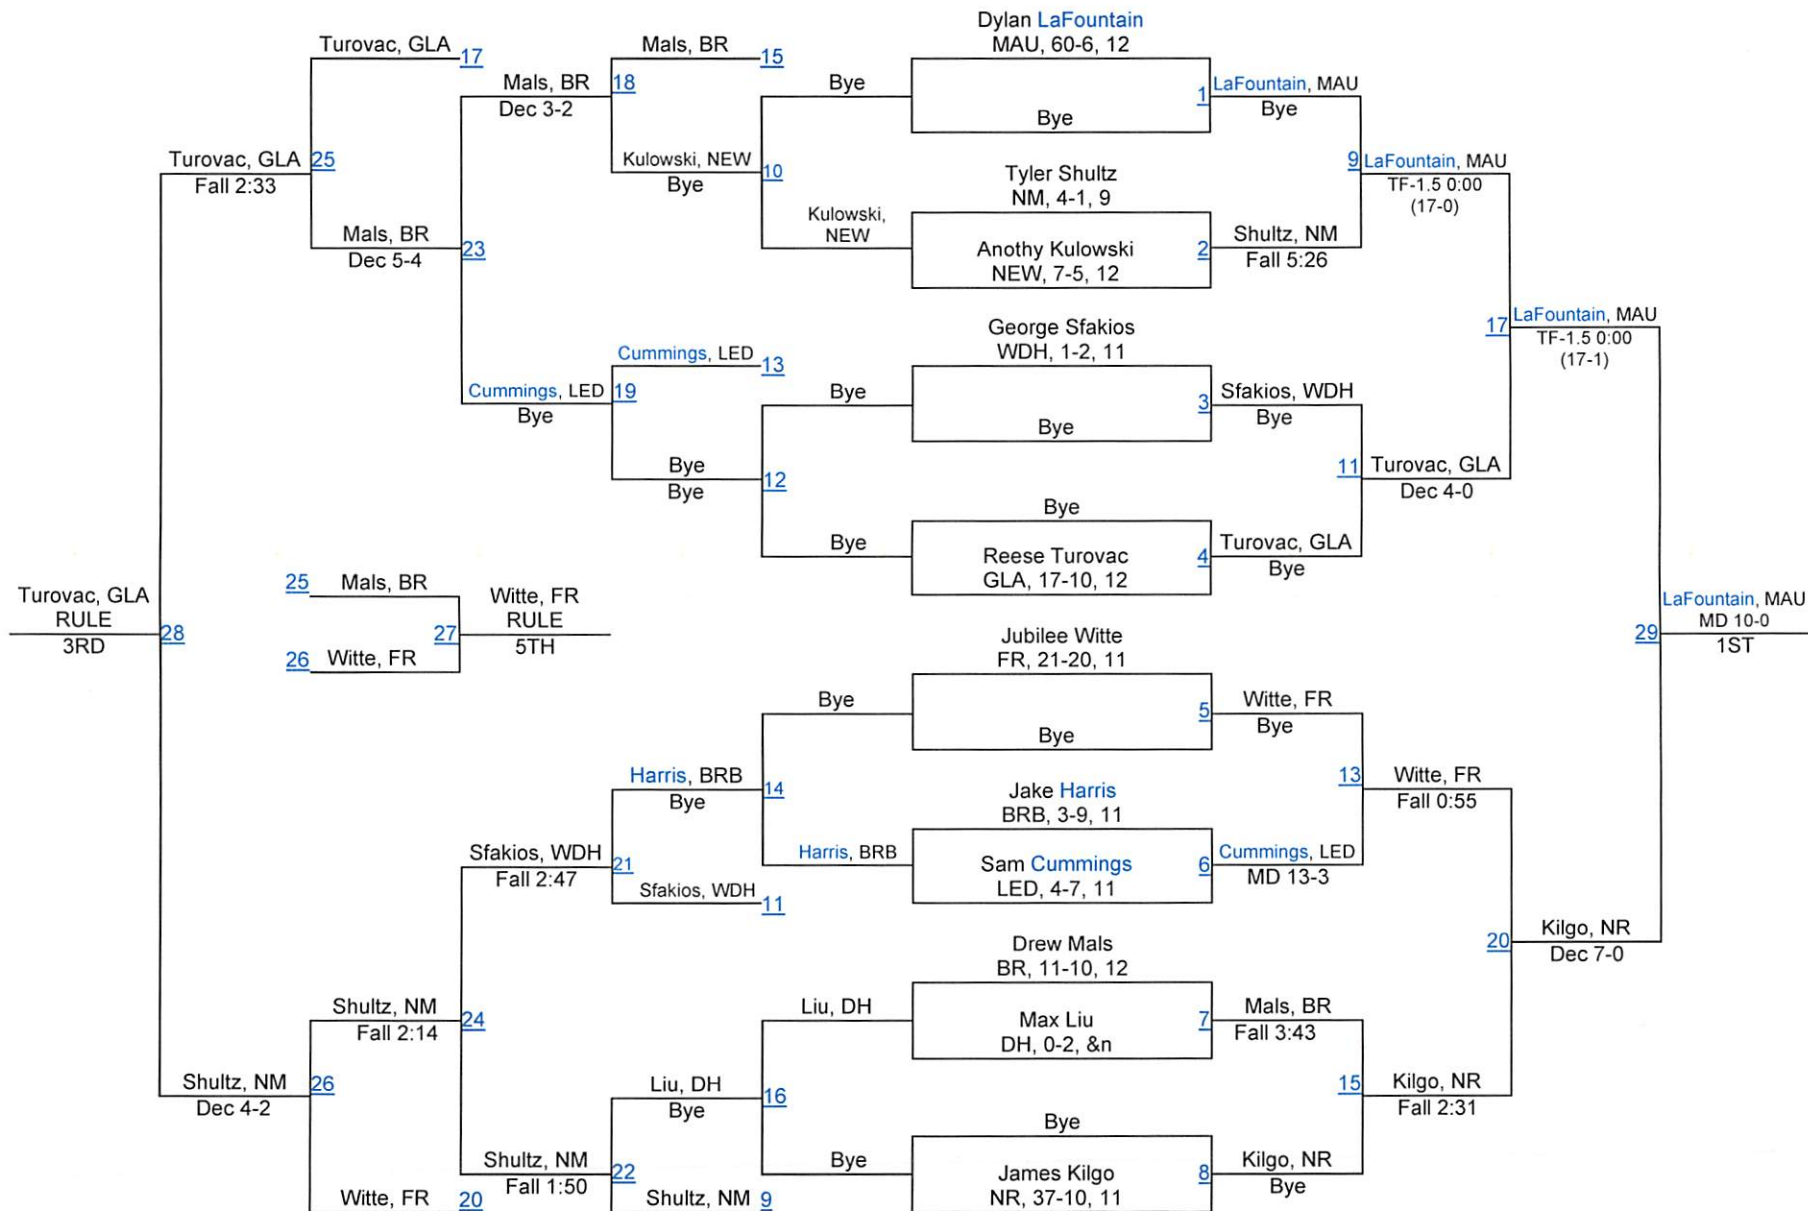 Dylan LaFountain
MAU, 60-6, 12
Turovac, GLA
17
Mals, BR
15
Mals, BR
18
Dec 3-2
Bye
1
LaFountain, MAU
Bye
Bye
Turovac, GLA
25
Fall 2:33
Kulowski, NEW
10
Bye
9
LaFountain, MAU
TF-1.5 0:00
(17-0)
Tyler Shultz
NM, 4-1, 9
Kulowski,
NEW
Mals, BR
23
Dec 5-4
Anothy Kulowski
NEW, 7-5, 12
2
Shultz, NM
Fall 5:26
George Sfakios
WDH, 1-2, 11
17
LaFountain, MAU
TF-1.5 0:00
(17-1)
Cummings, LED
13
Cummings, LED
19
Bye
Bye
3
Sfakios, WDH
Bye
Bye
Bye
12
Bye
11
Turovac, GLA
Dec 4-0
Bye
Bye
Reese Turovac
GLA, 17-10, 12
4
Turovac, GLA
Bye
25
Mals, BR
Turovac, GLA
RULE
28
3RD
27
Witte, FR
RULE
5TH
26
Witte, FR
29
LaFountain, MAU
MD 10-0
1ST
Jubilee Witte
FR, 21-20, 11
Bye
5
Witte, FR
Bye
Bye
Harris, BRB
14
Bye
13
Witte, FR
Fall 0:55
Jake Harris
BRB, 3-9, 11
Sfakios, WDH
21
Fall 2:47
Harris, BRB
Sam Cummings
LED, 4-7, 11
6
Cummings, LED
MD 13-3
Sfakios, WDH
11
20
Kilgo, NR
Dec 7-0
Drew Mals
BR, 11-10, 12
Shultz, NM
24
Fall 2:14
Liu, DH
Max Liu
DH, 0-2, &n
7
Mals, BR
Fall 3:43
Shultz, NM
26
Dec 4-2
Liu, DH
16
Bye
15
Kilgo, NR
Fall 2:31
Bye
Shultz, NM
22
Fall 1:50
Bye
James Kilgo
NR, 37-10, 11
8
Kilgo, NR
Bye
Witte, FR
20
Shultz, NM
9